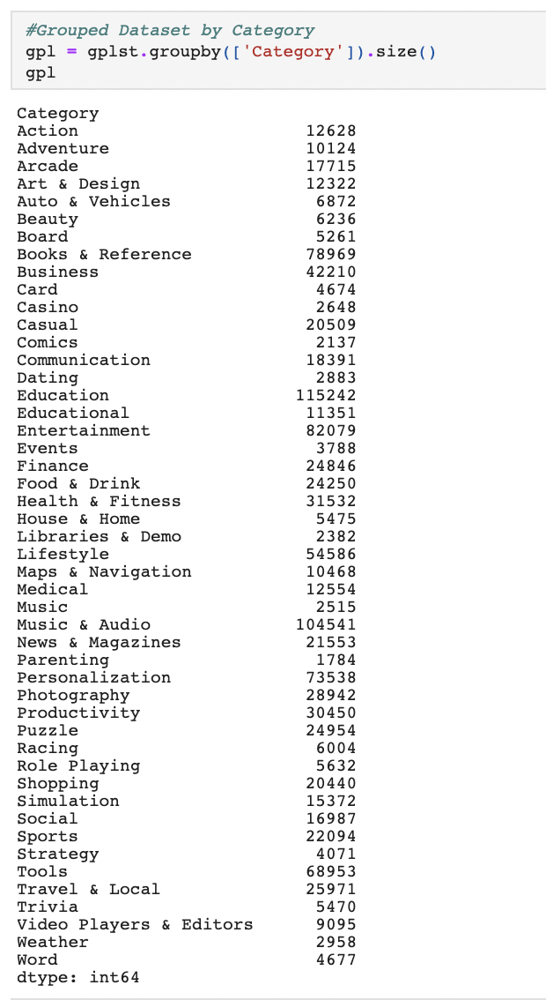 #Grouped Dataset by Category
gpl = gplst.groupby(['Category']).size()
gpl
Category
Action 12628
Adventure 10124
Arcade 17715
Art & Design 12322
Auto & Vehicles 6872
Beauty 6236
Board 5261
Books & Reference 78969
Business 42210
Card 4674
Casino 2648
Casual 20509
Comics 2137
Communication 18391
Dating 2883
Education 115242
Educational 11351
Entertainment 82079
Events 3788
Finance 24846
Food & Drink 24250
Health & Fitness 31532
House & Home 5475
Libraries & Demo 2382
Lifestyle 54586
Maps & Navigation 10468
Medical 12554
Music 2515
Music & Audio 104541
News & Magazines 21553
Parenting 1784
Personalization 73538
Photography 28942
Productivity 30450
Puzzle 24954
Racing 6004
Role Playing 5632
Shopping 20440
Simulation 15372
Social 16987
Sports 22094
Strategy 4071
Tools 68953
Travel & Local 25971
Trivia 5470
Video Players & Editors 9095
Weather 2958
Word 4677
dtype: int64